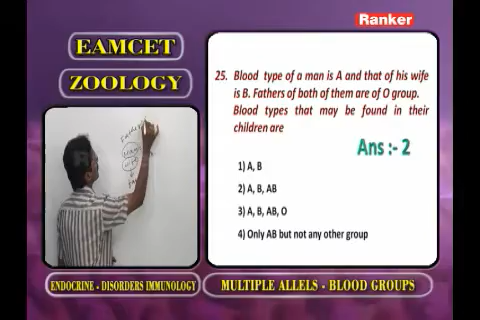 Ranker
EAMCET
ZOOLOGY
25. Blood type of a man is A and that of his wife
is B. Fathers of both of them are of O group.
Blood types that may be found in their
children are
Ans :- 2
1) A, B
2) A, B, AB
3) A, B, AB, O
4) Only AB but not any other group
ENDOCRINE - DISORDERS IMMUNOLOGY
MULTIPLE ALLELS - BLOOD GROUPS